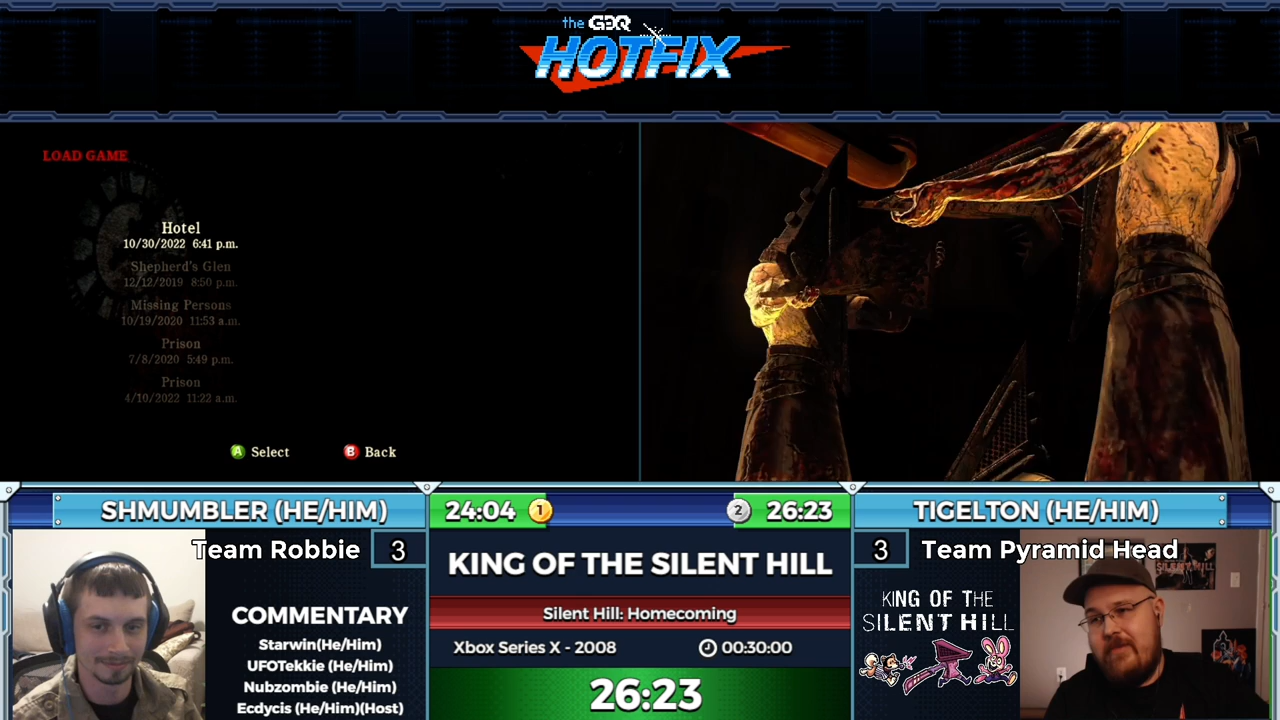 the GDQ
HOTFIX
LOAD GAME
Hotel
10/30/2022 6:41 p.m.
Shepherd's Glen
12/12/2019 8:50 p.m.
Missing Persons
10/19/2020 11:53 a.m.
Prison
7/8/2020 5:49 p.m.
Prison
4/10/2022 11:22 a.m.
A Select
B Back
SHMUMBLER (HE/HIM)
24:04 1
2 26:23
TIGELTON (HE/HIM)
Team Robbie 3
3 Team Pyramid Head
KING OF THE SILENT HILL
Silent Hill: Homecoming
Xbox Series X - 2008
00:30:00
26:23
COMMENTARY
Starwin(He/Him)
UFOTekkie (He/Him)
Nubzombie (He/Him)
Ecdycis (He/Him)(Host)
KING OF THE
SILENT HILL
SILENT HILL